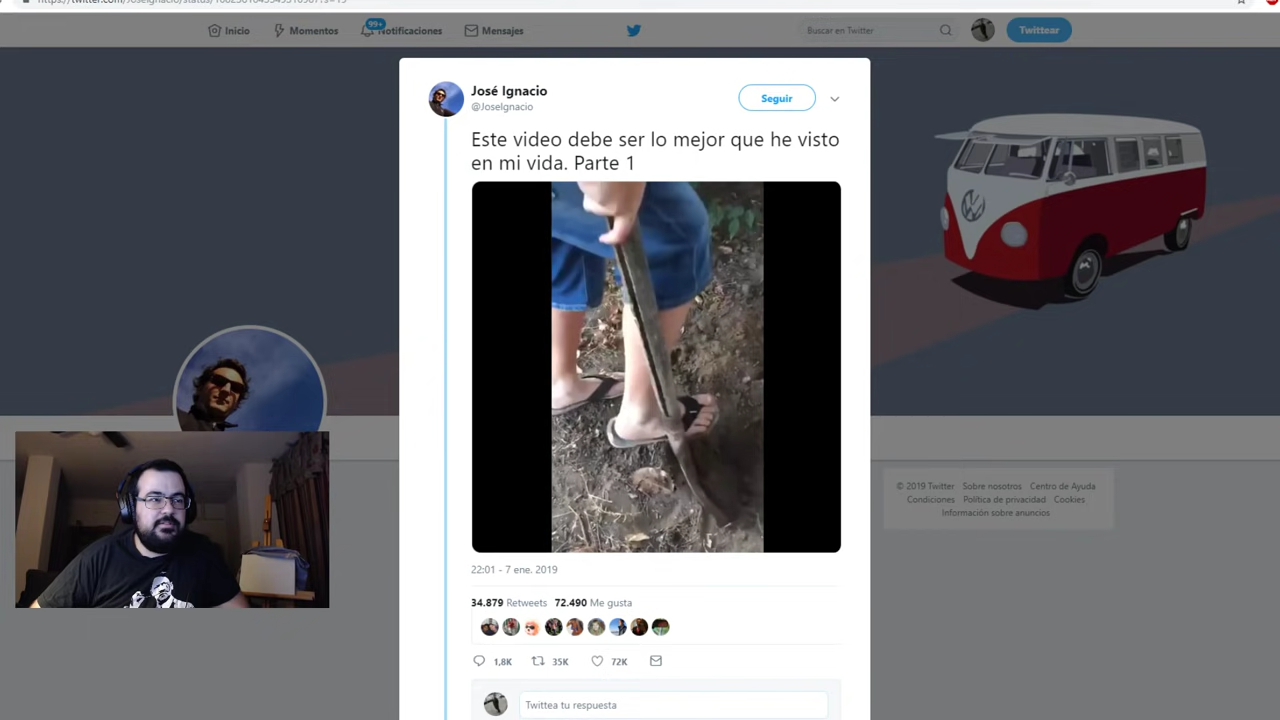 Inicio
Momentos
99+
Notificaciones
Mensajes
Buscar en Twitter
Twittear
José Ignacio
@JoseIgnacio
Seguir
Este video debe ser lo mejor que he visto
en mi vida. Parte 1
22:01 - 7 ene. 2019
34.879 Retweets 72.490 Me gusta
1,8K
35K
72K
Twittea tu respuesta
© 2019 Twitter Sobre nosotros Centro de Ayuda
Condiciones Política de privacidad Cookies
Información sobre anuncios